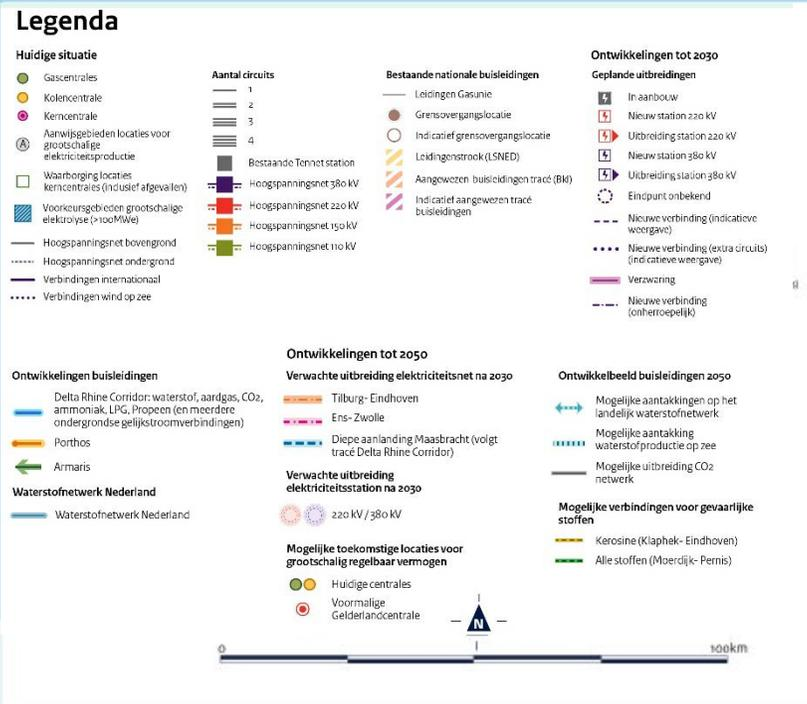 Legenda
Huidige situatie
Gascentrales
Kolencentrale
Kerncentrale
A
Aanwijsgebieden locaties voor
grootschalige
elektriciteitsproductie
Waarborging locaties
kerncentrales (inclusief afgevallen)
Voorkeursgebieden grootschalige
elektrolyse (>100MWe)
Hoogspanningsnet bovengrond
Hoogspanningsnet ondergrond
Verbindingen internationaal
Verbindingen wind op zee
Aantal circuits
1
2
3
4
Bestaande Tennet station
Hoogspanningsnet 380 kV
Hoogspanningsnet 220 kV
Hoogspanningsnet 150 kV
Hoogspanningsnet 110 kV
Bestaande nationale buisleidingen
Leidingen Gasunie
Grensovergangslocatie
Indicatief grensovergangslocatie
Leidingenstrook (LSNED)
Aangewezen buisleidingen tracé (Bkl)
Indicatief aangewezen tracé
buisleidingen
Ontwikkelingen tot 2030
Geplande uitbreidingen
In aanbouw
Nieuw station 220 kV
Uitbreiding station 220 kV
Nieuw station 380 kV
Uitbreiding station 380 kV
Eindpunt onbekend
Nieuwe verbinding (indicatieve
weergave)
Nieuwe verbinding (extra circuits)
(indicatieve weergave)
Verzwaring
Nieuwe verbinding
(onherroepelijk)
Ontwikkelingen buisleidingen
Delta Rhine Corridor: waterstof, aardgas, CO2,
ammoniak, LPG, Propeen (en meerdere
ondergrondse gelijkstroomverbindingen)
Porthos
Armaris
Waterstofnetwerk Nederland
Waterstofnetwerk Nederland
Ontwikkelingen tot 2050
Verwachte uitbreiding elektriciteitsnet na 2030
Tilburg- Eindhoven
Ens- Zwolle
Diepe aanlanding Maasbracht (volgt
tracé Delta Rhine Corridor)
Verwachte uitbreiding
elektriciteitsstation na 2030
220 kV / 380 kV
Mogelijke toekomstige locaties voor
grootschalig regelbaar vermogen
Huidige centrales
Voormalige
Gelderlandcentrale
Ontwikkelbeeld buisleidingen 2050
Mogelijke aantakkingen op het
landelijk waterstofnetwerk
Mogelijke aantakking
waterstofproductie op zee
Mogelijke uitbreiding CO2
netwerk
Mogelijke verbindingen voor gevaarlijke
stoffen
Kerosine (Klaphek- Eindhoven)
Alle stoffen (Moerdijk- Pernis)
N
0
100km